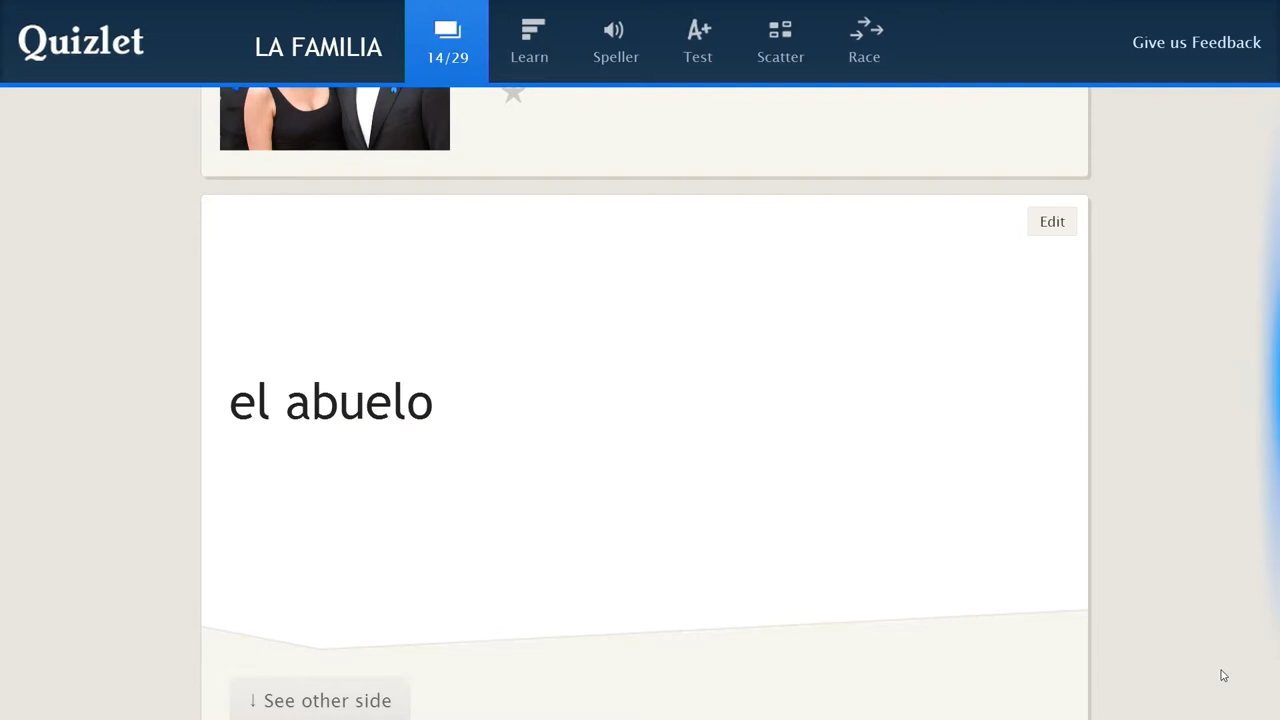 Quizlet
LA FAMILIA
14/29
Learn
Speller
Test
A+
Scatter
Race
Give us Feedback
Edit
el abuelo
↓ See other side